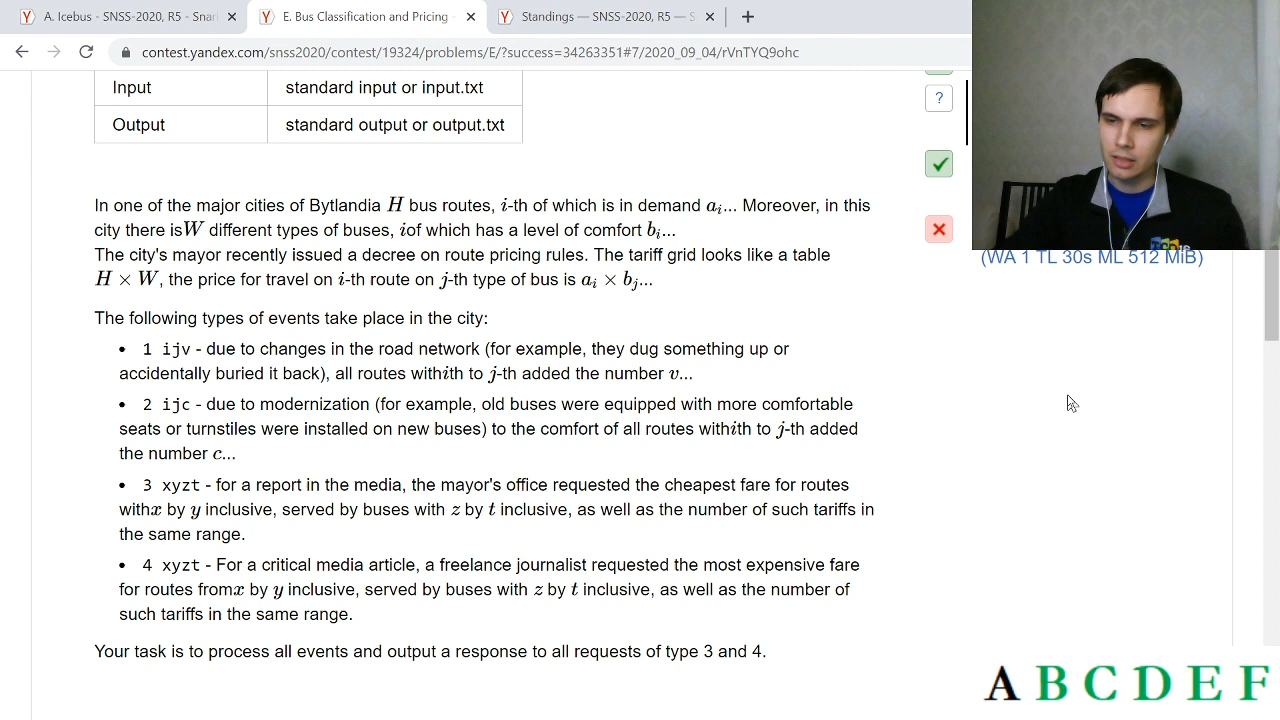 A. Icebus - SNSS-2020, R5 - Snar
E. Bus Classification and Pricing -
Standings — SNSS-2020, R5 — S
contest.yandex.com/snss2020/contest/19324/problems/E/?success=34263351#7/2020_09_04/rVnTYQ9ohc
Input standard input or input.txt
Output standard output or output.txt
?
In one of the major cities of Bytlandia H bus routes, i-th of which is in demand a_i... Moreover, in this
city there isW different types of buses, iof which has a level of comfort b_i...
The city's mayor recently issued a decree on route pricing rules. The tariff grid looks like a table
H × W, the price for travel on i-th route on j-th type of bus is a_i × b_j...
(WA 1 TL 30s ML 512 MiB)
The following types of events take place in the city:
• 1 ijv - due to changes in the road network (for example, they dug something up or
accidentally buried it back), all routes withith to j-th added the number v...
• 2 ijc - due to modernization (for example, old buses were equipped with more comfortable
seats or turnstiles were installed on new buses) to the comfort of all routes withith to j-th added
the number c...
• 3 xyzt - for a report in the media, the mayor's office requested the cheapest fare for routes
withx by y inclusive, served by buses with z by t inclusive, as well as the number of such tariffs in
the same range.
• 4 xyzt - For a critical media article, a freelance journalist requested the most expensive fare
for routes fromx by y inclusive, served by buses with z by t inclusive, as well as the number of
such tariffs in the same range.
Your task is to process all events and output a response to all requests of type 3 and 4.
A B C D E F